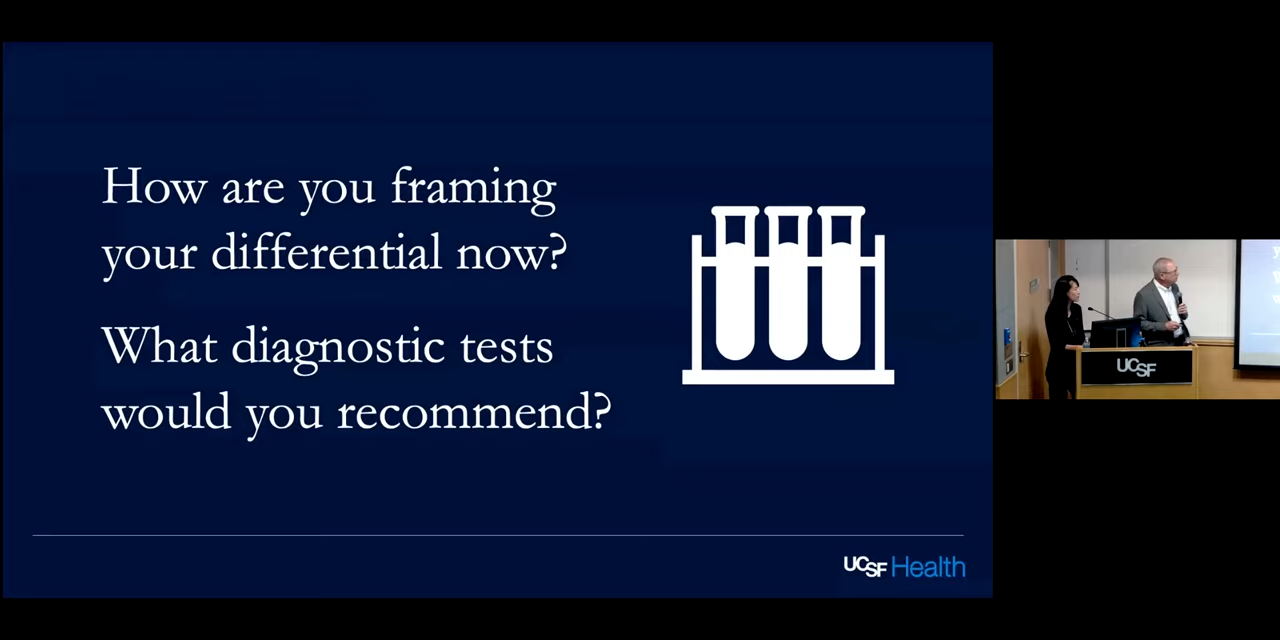 How are you framing
your differential now?
What diagnostic tests
would you recommend?
UCSF Health
UCSF